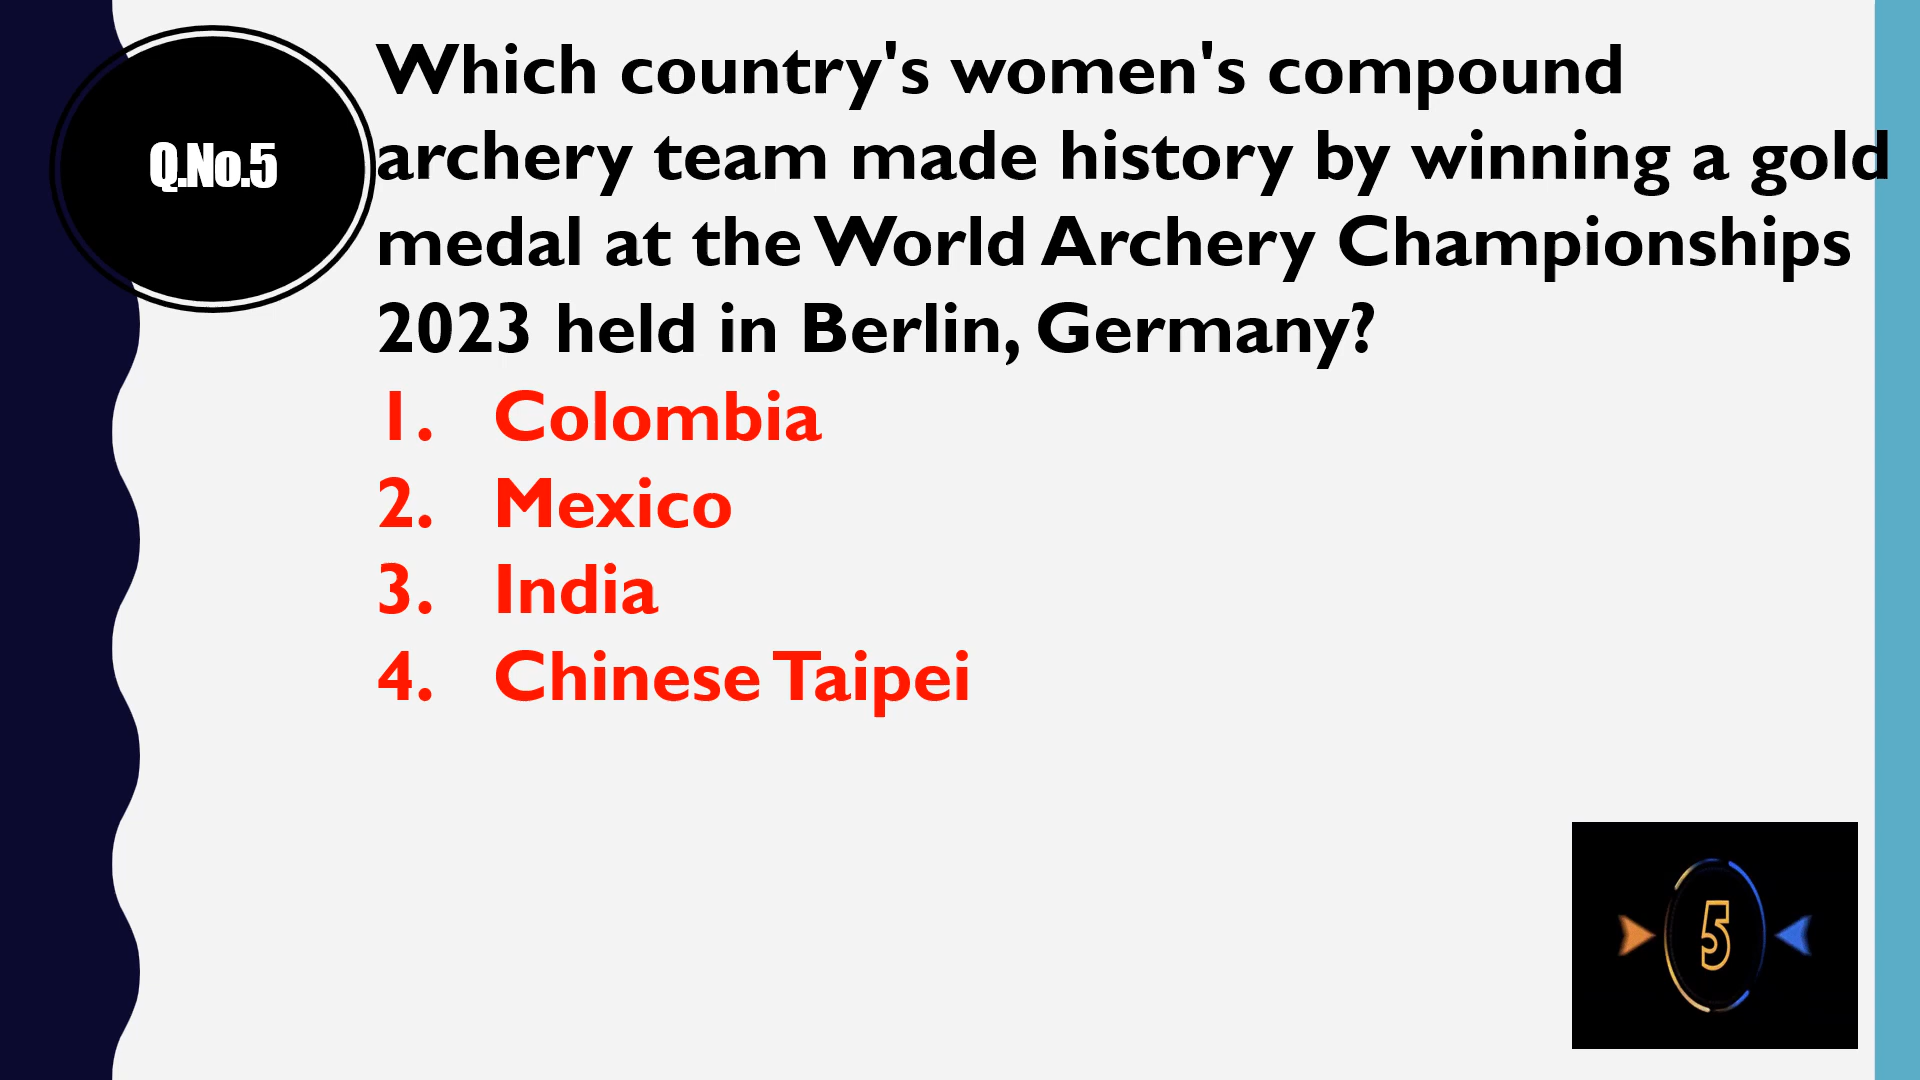 Q.No.5
Which country's women's compound
archery team made history by winning a gold
medal at the World Archery Championships
2023 held in Berlin, Germany?
1. Colombia
2. Mexico
3. India
4. Chinese Taipei
5